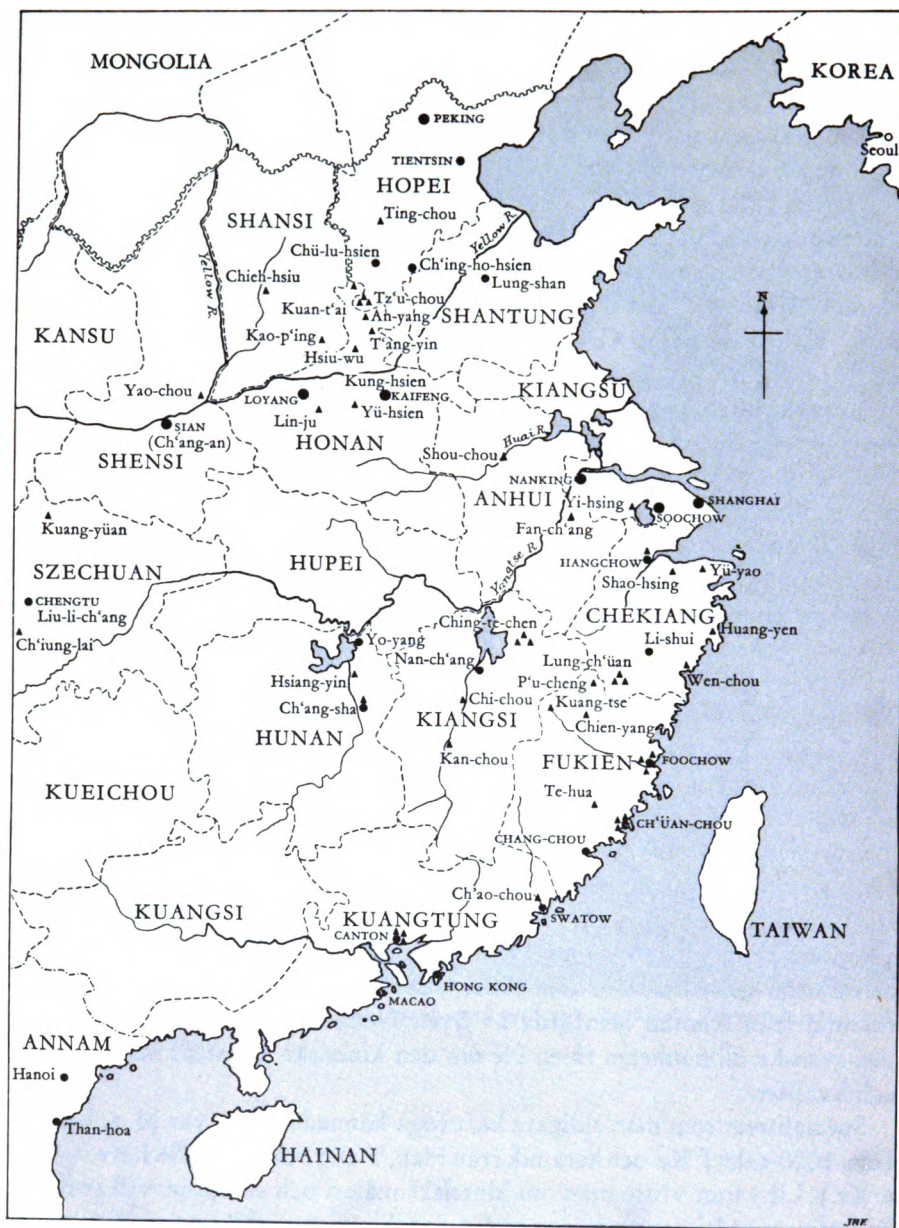 MONGOLIA
KOREA
Seoul
PEKING
TIENTSIN
HOPEI
SHANSI
Ting-chou
Yellow R.
Yellow R.
Chü-lu-hsien
Ch'ing-ho-hsien
Lung-shan
Chieh-hsiu
Tz'u-chou
Kuan-t'ai
An-yang
SHANTUNG
T'ang-yin
KANSU
Kao-p'ing
Hsiu-wu
N
Yao-chou
Kung-hsien
KIANGSU
LOYANG
KAIFENG
Lin-ju
Yü-hsien
SIAN
(Ch'ang-an)
HONAN
Huai R.
SHENSI
Shou-chou
NANKING
ANHUI
Yi-hsing
SHANGHAI
SOOCHOW
Kuang-yüan
Fan-ch'ang
HUPEI
Yangtse R.
HANGCHOW
SZECHUAN
Shao-hsing
Yü-yao
CHENGTU
Liu-li-ch'ang
CHEKIANG
Ching-te-chen
Huang-yen
Ch'iung-lai
Yo-yang
Li-shui
Nan-ch'ang
Lung-ch'üan
Hsiang-yin
P'u-cheng
Wen-chou
Chi-chou
Kuang-tse
Ch'ang-sha
KIANGSI
Chien-yang
HUNAN
Kan-chou
FUKIEN
FOOCHOW
KUEICHOU
Te-hua
CH'ÜAN-CHOU
CHANG-CHOU
Ch'ao-chou
KUANGSI
KUANGTUNG
SWATOW
CANTON
TAIWAN
HONG KONG
MACAO
ANNAM
Hanoi
Than-hoa
HAINAN